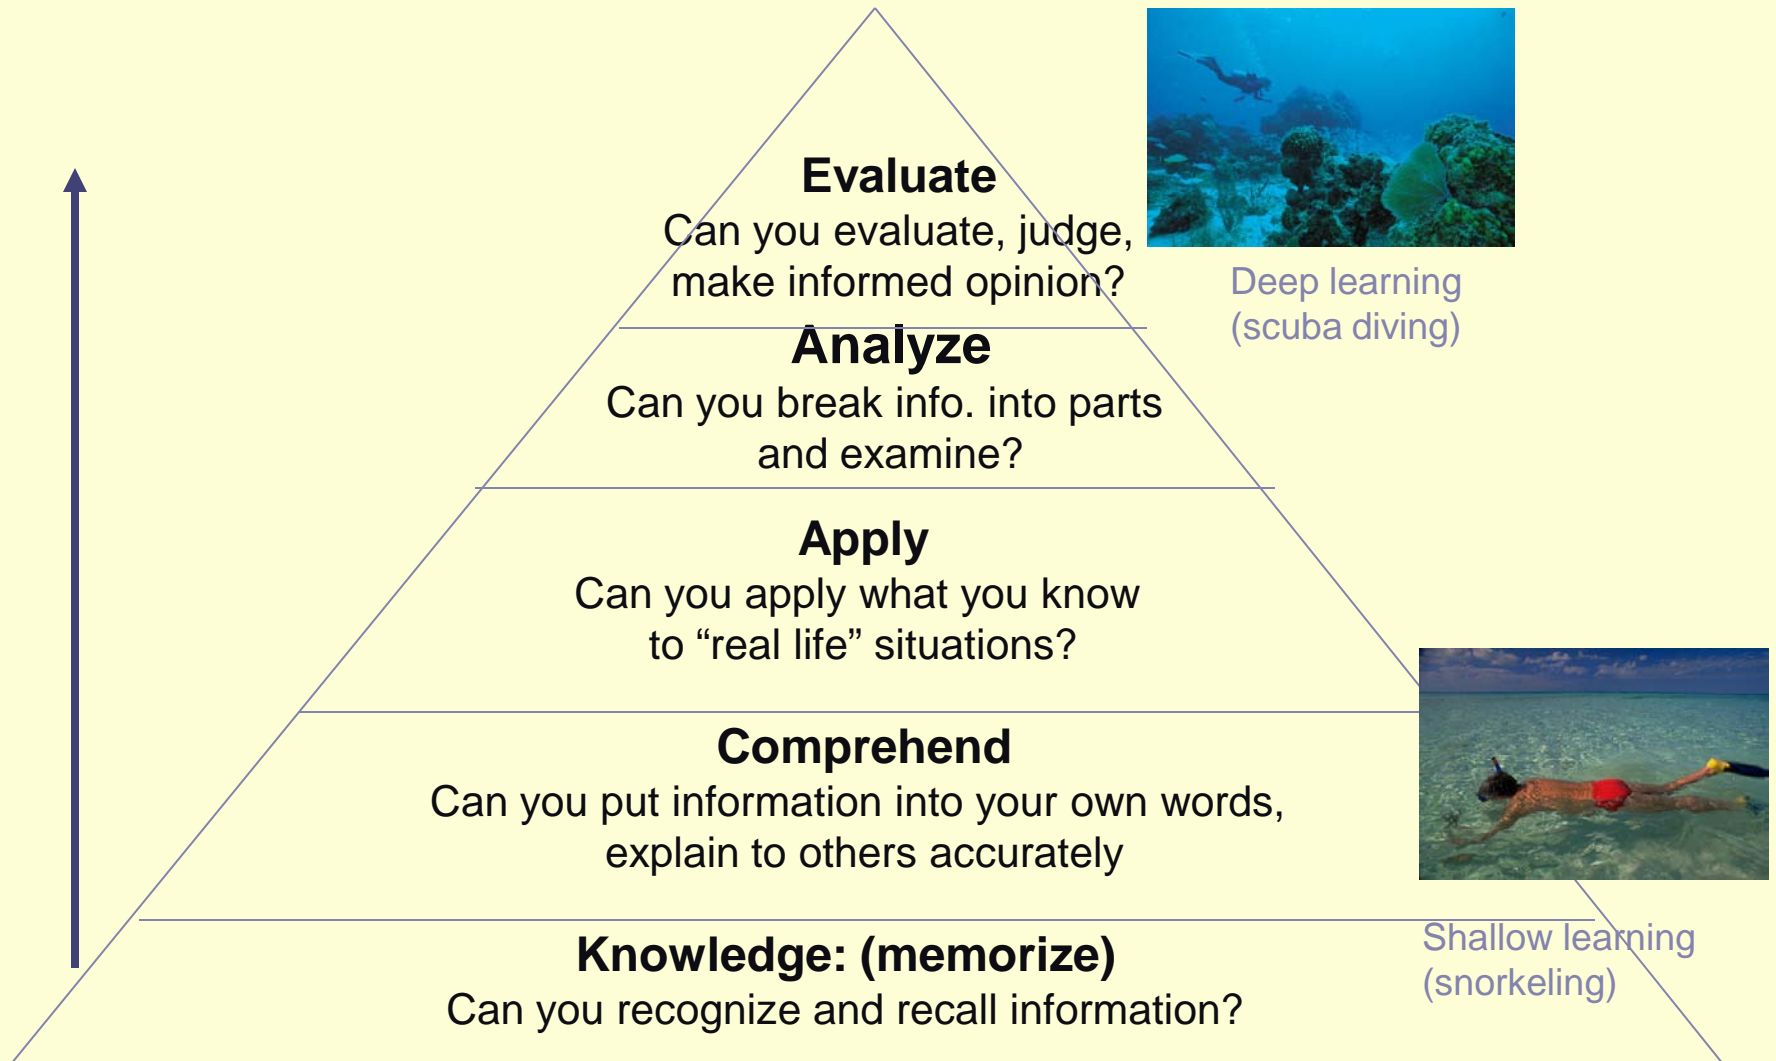 Evaluate
Can you evaluate, judge,
make informed opinion?
Deep learning
(scuba diving)
Analyze
Can you break info. into parts
and examine?
Apply
Can you apply what you know
to “real life” situations?
Comprehend
Can you put information into your own words,
explain to others accurately
Shallow learning
(snorkeling)
Knowledge: (memorize)
Can you recognize and recall information?